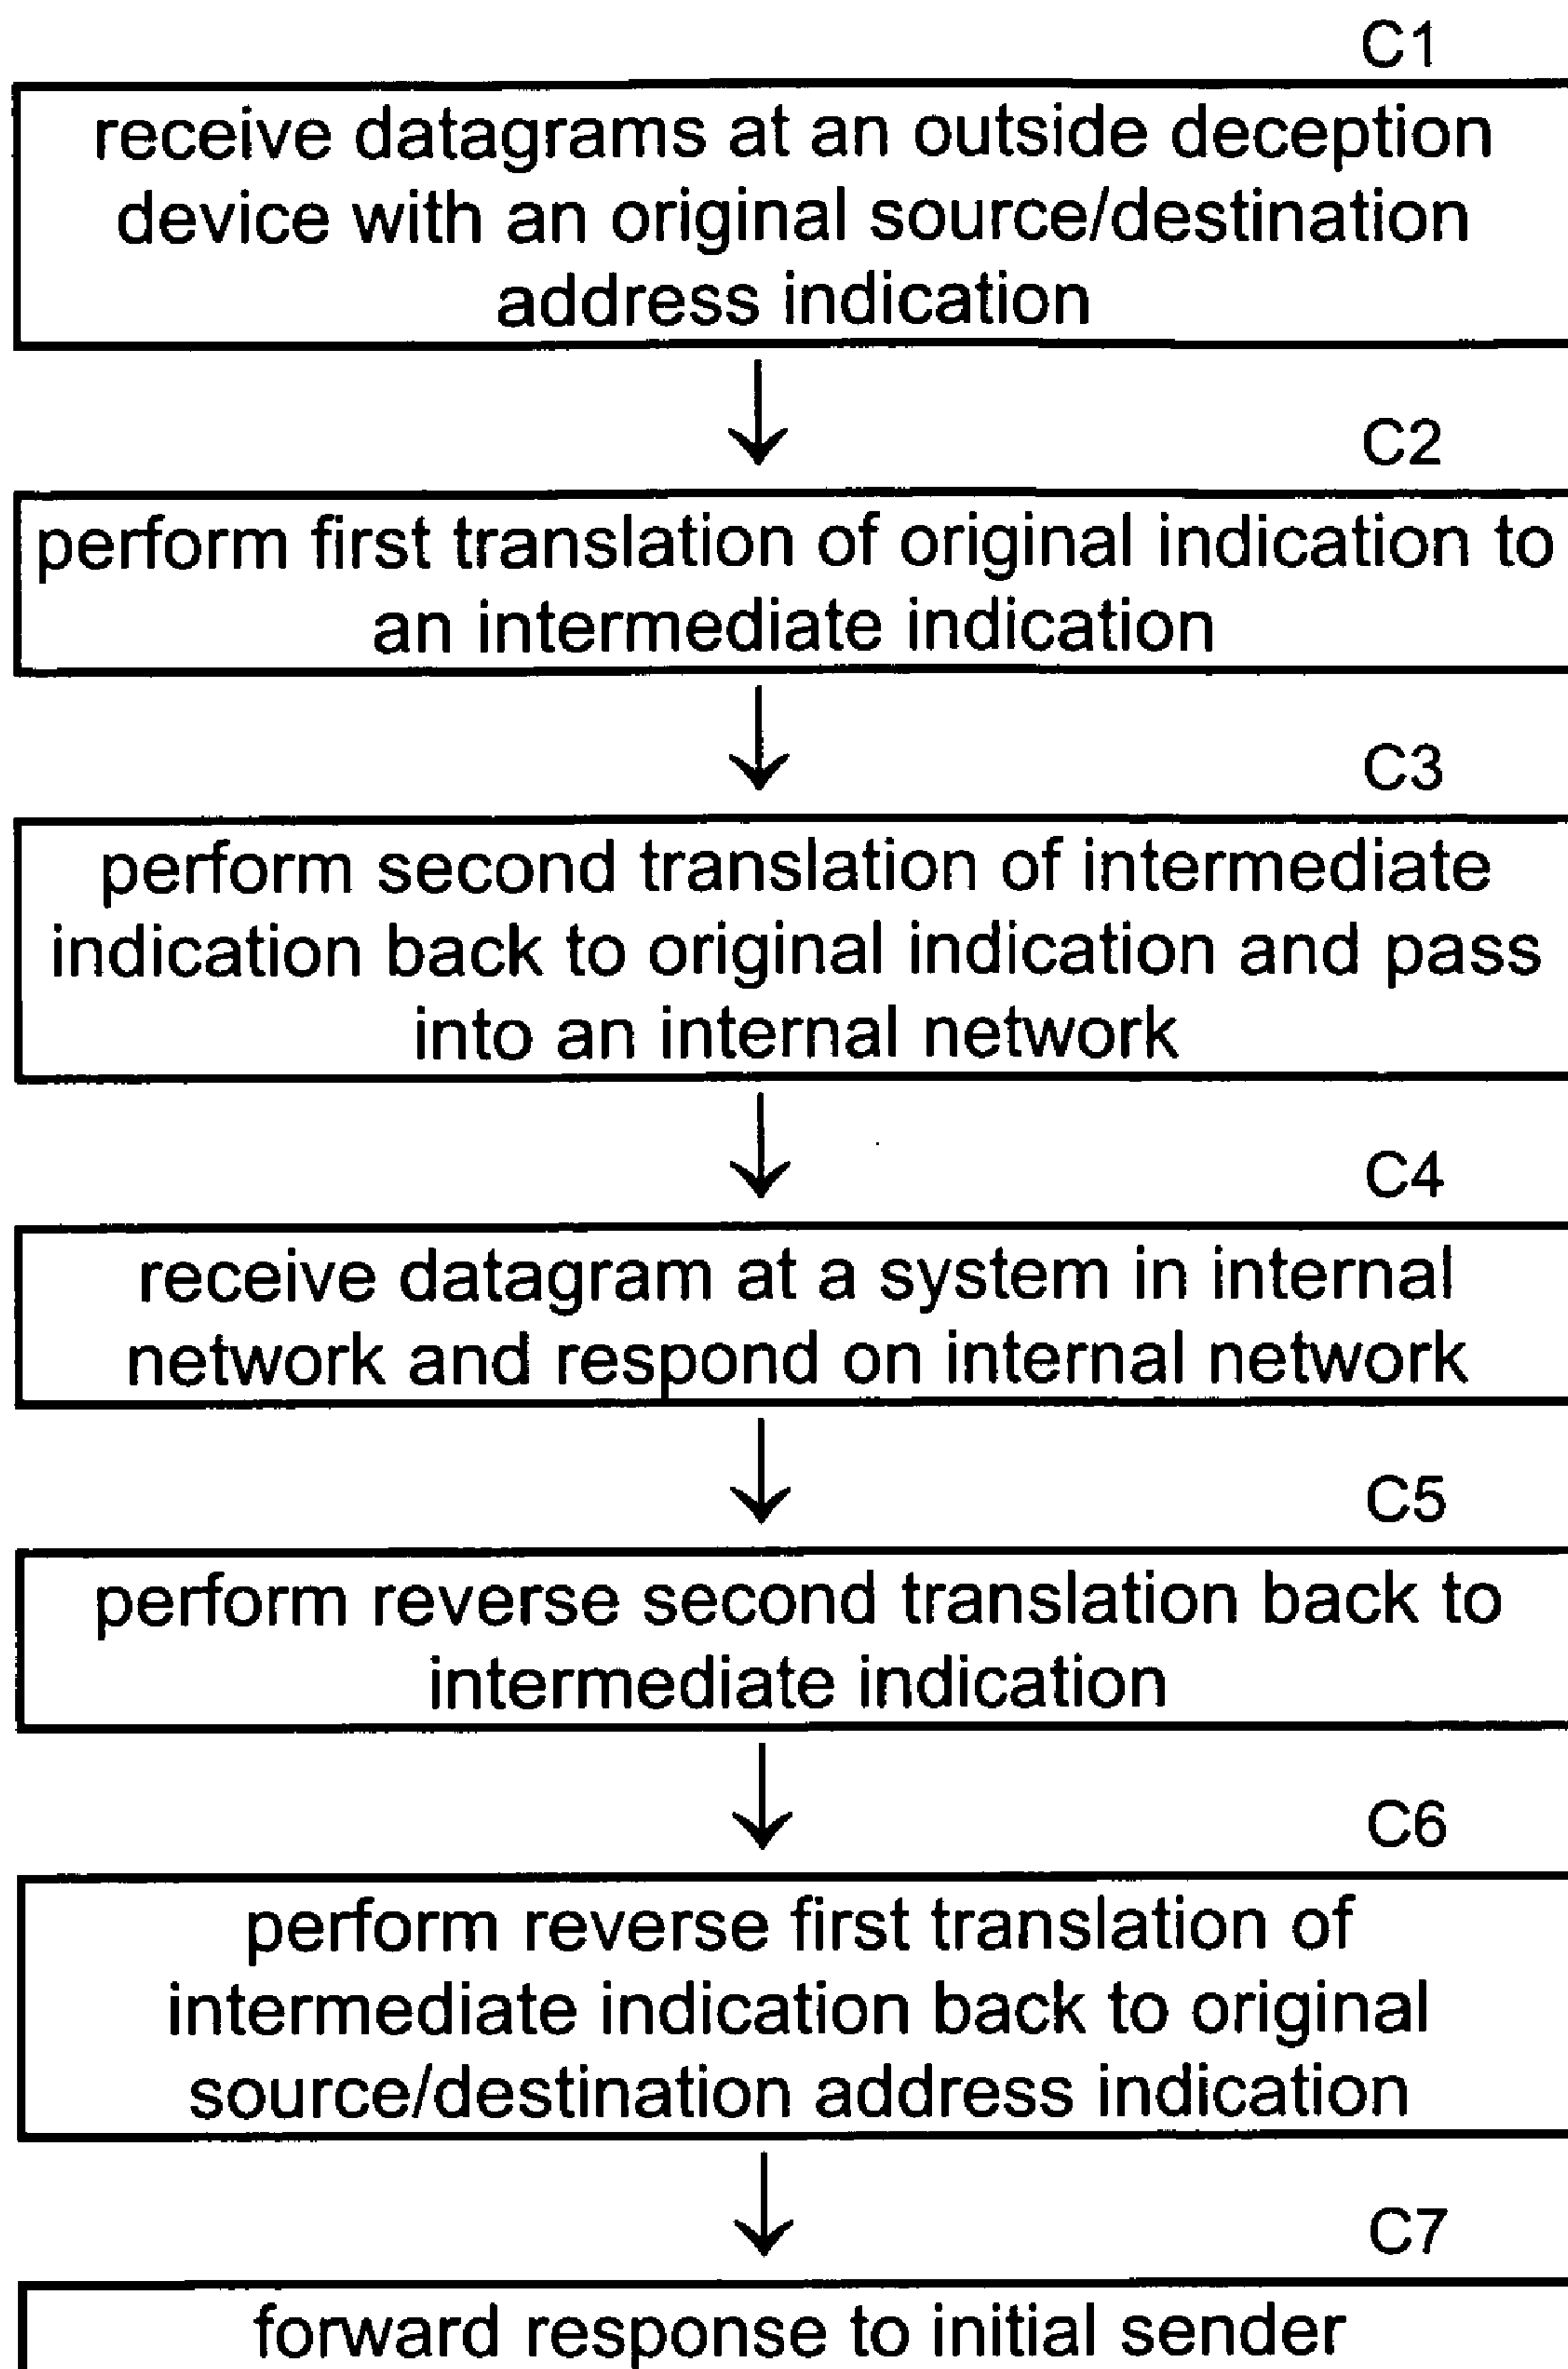 C1
receive datagrams at an outside deception
device with an original source/destination
address indication
C2
perform first translation of original indication to
an intermediate indication
C3
perform second translation of intermediate
indication back to original indication and pass
into an internal network
C4
receive datagram at a system in internal
network and respond on internal network
C5
perform reverse second translation back to
intermediate indication
C6
perform reverse first translation of
intermediate indication back to original
source/destination address indication
C7
forward response to initial sender